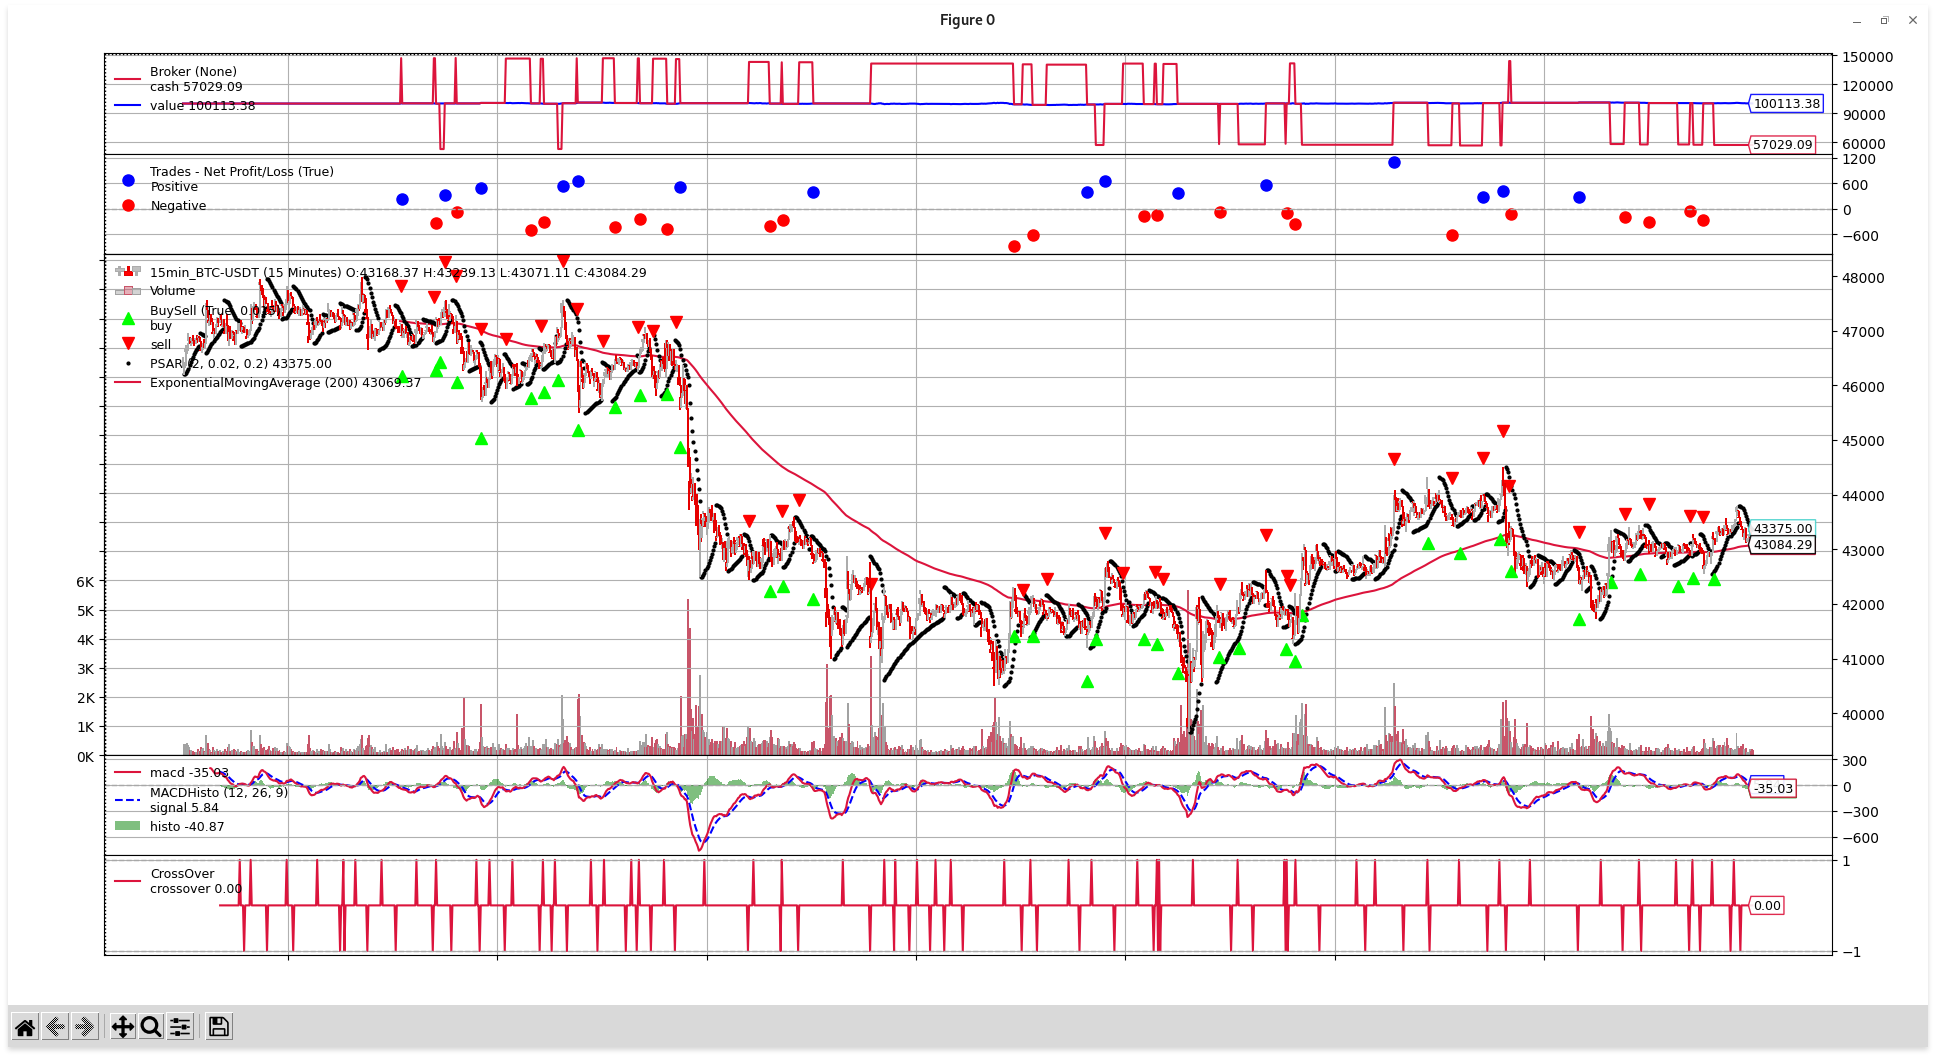 Figure 0
Broker (None)
cash 57029.09
value 100113.38
150000
120000
90000
60000
100113.38
57029.09
Trades - Net Profit/Loss (True)
Positive
Negative
1200
600
0
−600
15min_BTC-USDT (15 Minutes) O:43168.37 H:43239.13 L:43071.11 C:43084.29
Volume
BuySell (True, 0.015)
buy
sell
PSAR (2, 0.02, 0.2) 43375.00
ExponentialMovingAverage (200) 43069.37
48000
47000
46000
45000
44000
43000
42000
41000
40000
43375.00
43084.29
6K
5K
4K
3K
2K
1K
0K
macd -35.03
MACDHisto (12, 26, 9)
signal 5.84
histo -40.87
300
0
−300
−600
-35.03
CrossOver
crossover 0.00
1
−1
0.00